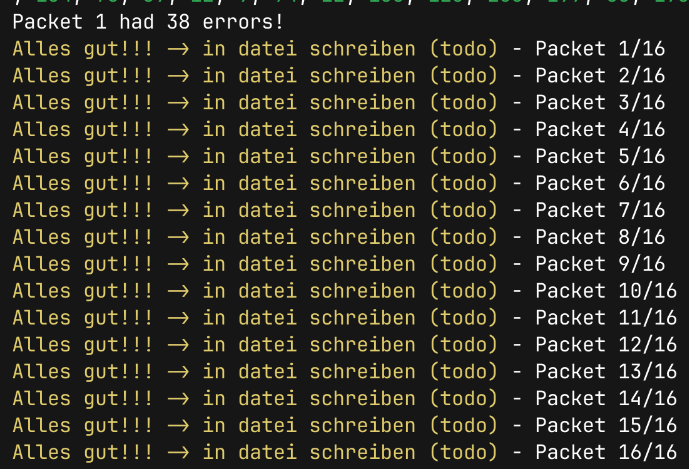 Packet 1 had 38 errors!
Alles gut!!! -> in datei schreiben (todo) - Packet 1/16
Alles gut!!! -> in datei schreiben (todo) - Packet 2/16
Alles gut!!! -> in datei schreiben (todo) - Packet 3/16
Alles gut!!! -> in datei schreiben (todo) - Packet 4/16
Alles gut!!! -> in datei schreiben (todo) - Packet 5/16
Alles gut!!! -> in datei schreiben (todo) - Packet 6/16
Alles gut!!! -> in datei schreiben (todo) - Packet 7/16
Alles gut!!! -> in datei schreiben (todo) - Packet 8/16
Alles gut!!! -> in datei schreiben (todo) - Packet 9/16
Alles gut!!! -> in datei schreiben (todo) - Packet 10/16
Alles gut!!! -> in datei schreiben (todo) - Packet 11/16
Alles gut!!! -> in datei schreiben (todo) - Packet 12/16
Alles gut!!! -> in datei schreiben (todo) - Packet 13/16
Alles gut!!! -> in datei schreiben (todo) - Packet 14/16
Alles gut!!! -> in datei schreiben (todo) - Packet 15/16
Alles gut!!! -> in datei schreiben (todo) - Packet 16/16